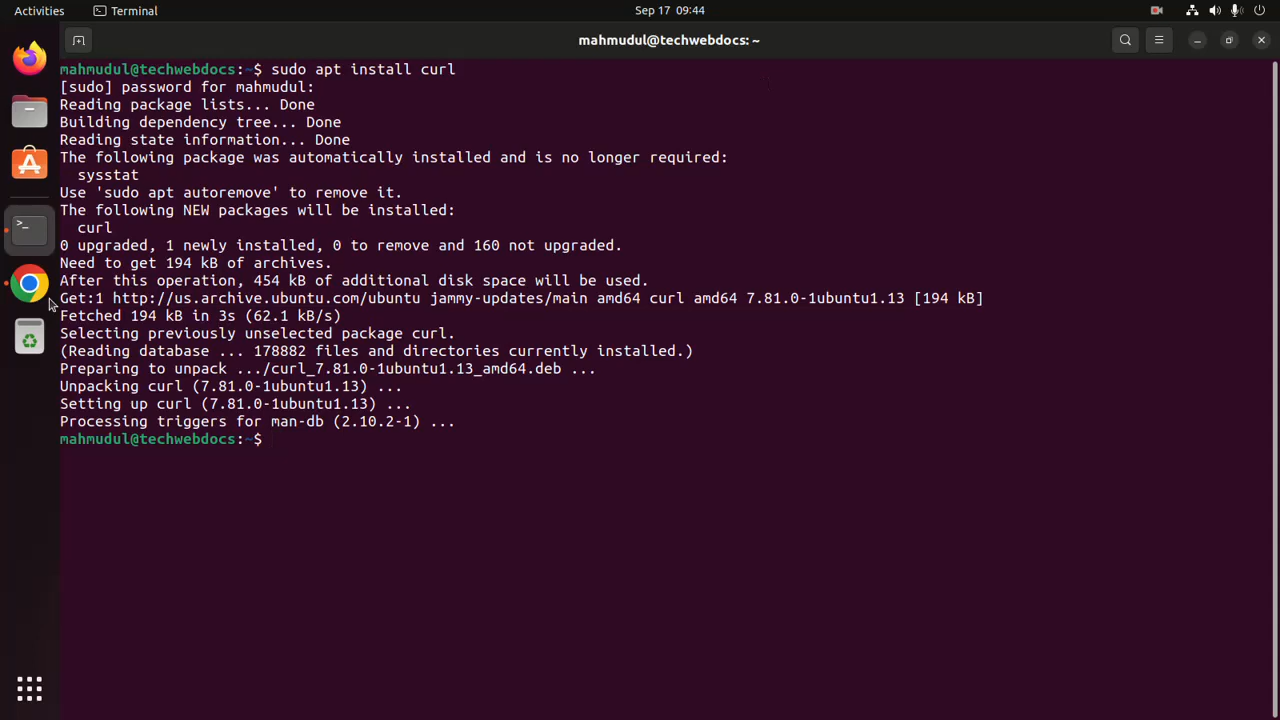 Activities Terminal Sep 17 09:44
mahmudul@techwebdocs: ~
mahmudul@techwebdocs:~$ sudo apt install curl
[sudo] password for mahmudul:
Reading package lists... Done
Building dependency tree... Done
Reading state information... Done
The following package was automatically installed and is no longer required:
  sysstat
Use 'sudo apt autoremove' to remove it.
The following NEW packages will be installed:
  curl
0 upgraded, 1 newly installed, 0 to remove and 160 not upgraded.
Need to get 194 kB of archives.
After this operation, 454 kB of additional disk space will be used.
Get:1 http://us.archive.ubuntu.com/ubuntu jammy-updates/main amd64 curl amd64 7.81.0-1ubuntu1.13 [194 kB]
Fetched 194 kB in 3s (62.1 kB/s)
Selecting previously unselected package curl.
(Reading database ... 178882 files and directories currently installed.)
Preparing to unpack .../curl_7.81.0-1ubuntu1.13_amd64.deb ...
Unpacking curl (7.81.0-1ubuntu1.13) ...
Setting up curl (7.81.0-1ubuntu1.13) ...
Processing triggers for man-db (2.10.2-1) ...
mahmudul@techwebdocs:~$